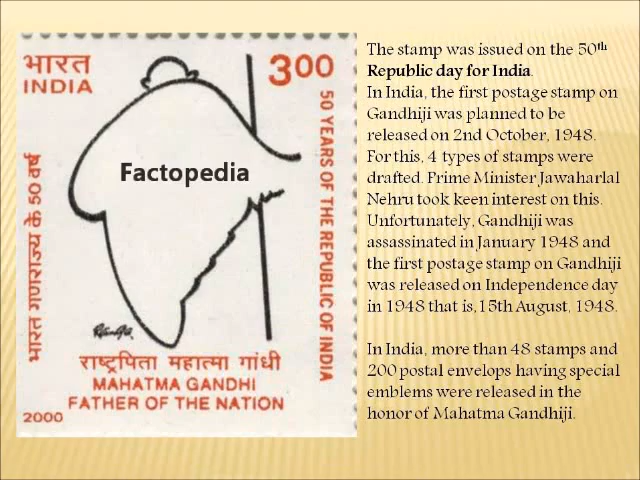 भारत
INDIA
3.00
50 YEARS OF THE REPUBLIC OF INDIA
भारत गणराज्य के 50 वर्ष
Factopedia
राष्ट्रपिता महात्मा गांधी
MAHATMA GANDHI
FATHER OF THE NATION
2000
The stamp was issued on the 50th
Republic day for India.
In India, the first postage stamp on
Gandhiji was planned to be
released on 2nd October, 1948.
For this, 4 types of stamps were
drafted. Prime Minister Jawaharlal
Nehru took keen interest on this.
Unfortunately, Gandhiji was
assassinated in January 1948 and
the first postage stamp on Gandhiji
was released on Independence day
in 1948 that is,15th August, 1948.
In India, more than 48 stamps and
200 postal envelops having special
emblems were released in the
honor of Mahatma Gandhiji.